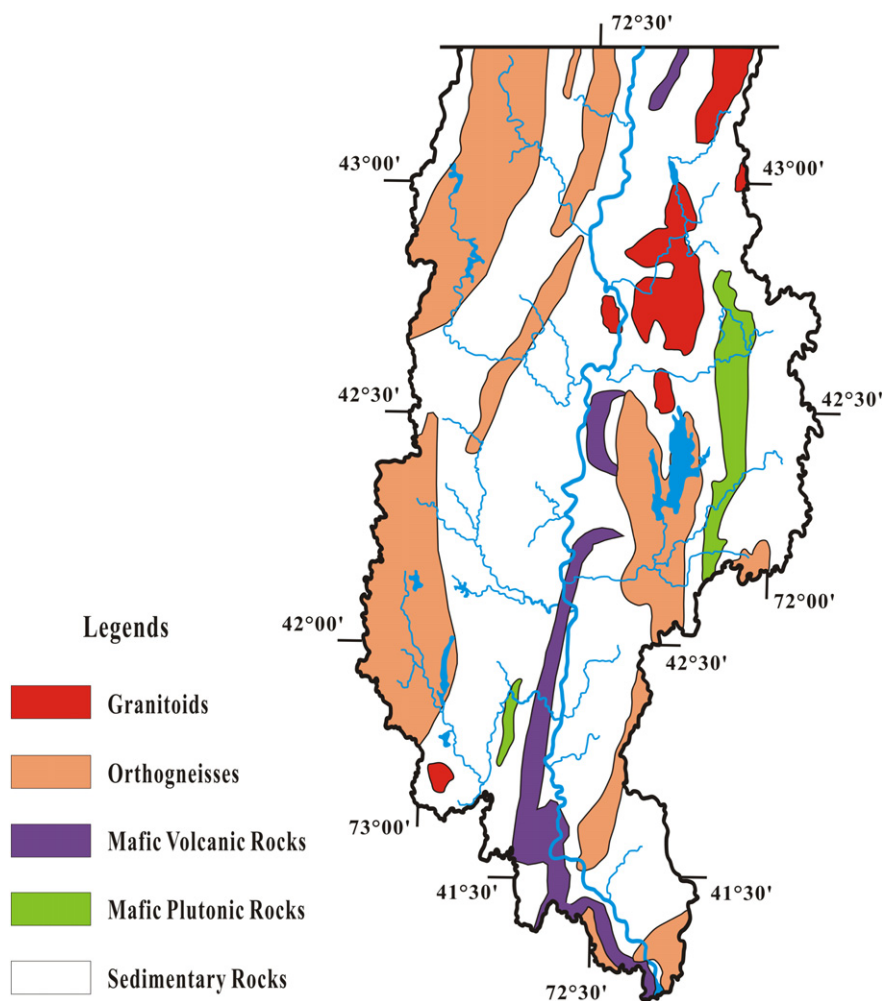 72°30'
43°00'
43°00'
42°30'
42°30'
72°00'
42°00'
42°30'
Legends
Granitoids
Orthogneisses
Mafic Volcanic Rocks
Mafic Plutonic Rocks
Sedimentary Rocks
73°00'
41°30'
41°30'
72°30'